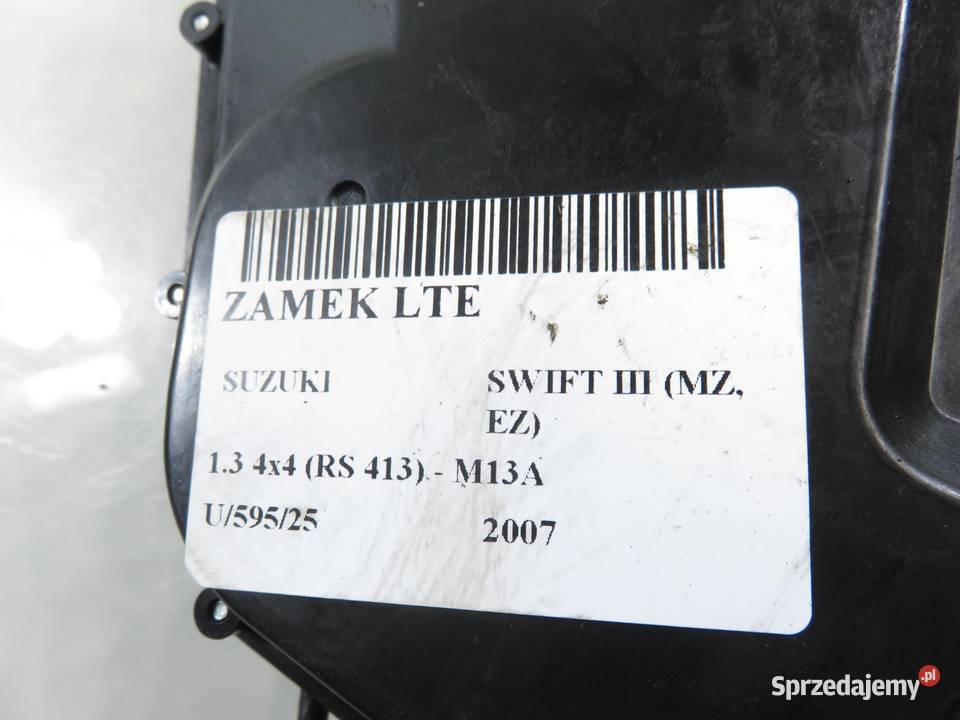 ZAMEK LTE
SUZUKI SWIFT III (MZ,
EZ)
1.3 4x4 (RS 413) - M13A
U/595/25 2007
Sprzedajemy.pl